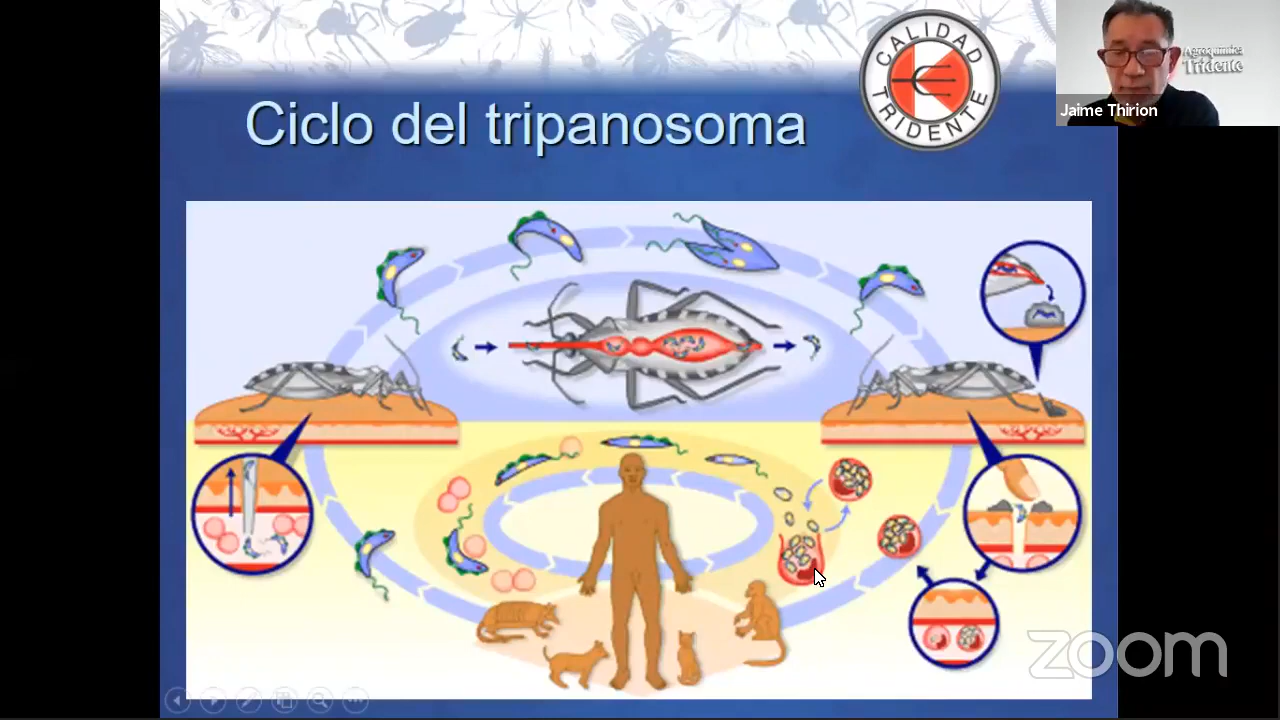 Ciclo del tripanosoma
CALIDAD
TRIDENTE
Agroquímica
Tridente
Jaime Thirion
zoom